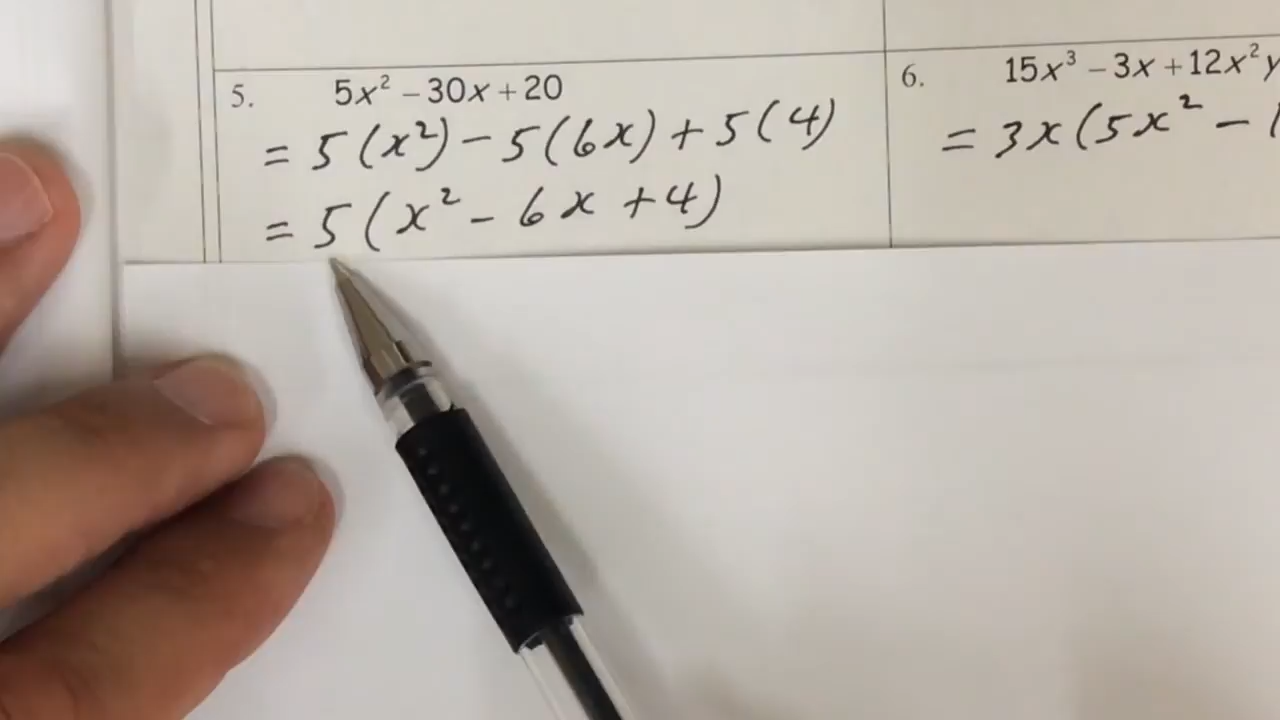 5. 5x² – 30x + 20
= 5(x²) – 5(6x) + 5(4)
= 5(x² – 6x + 4)
6. 15x³ – 3x + 12x²y
= 3x(5x² –